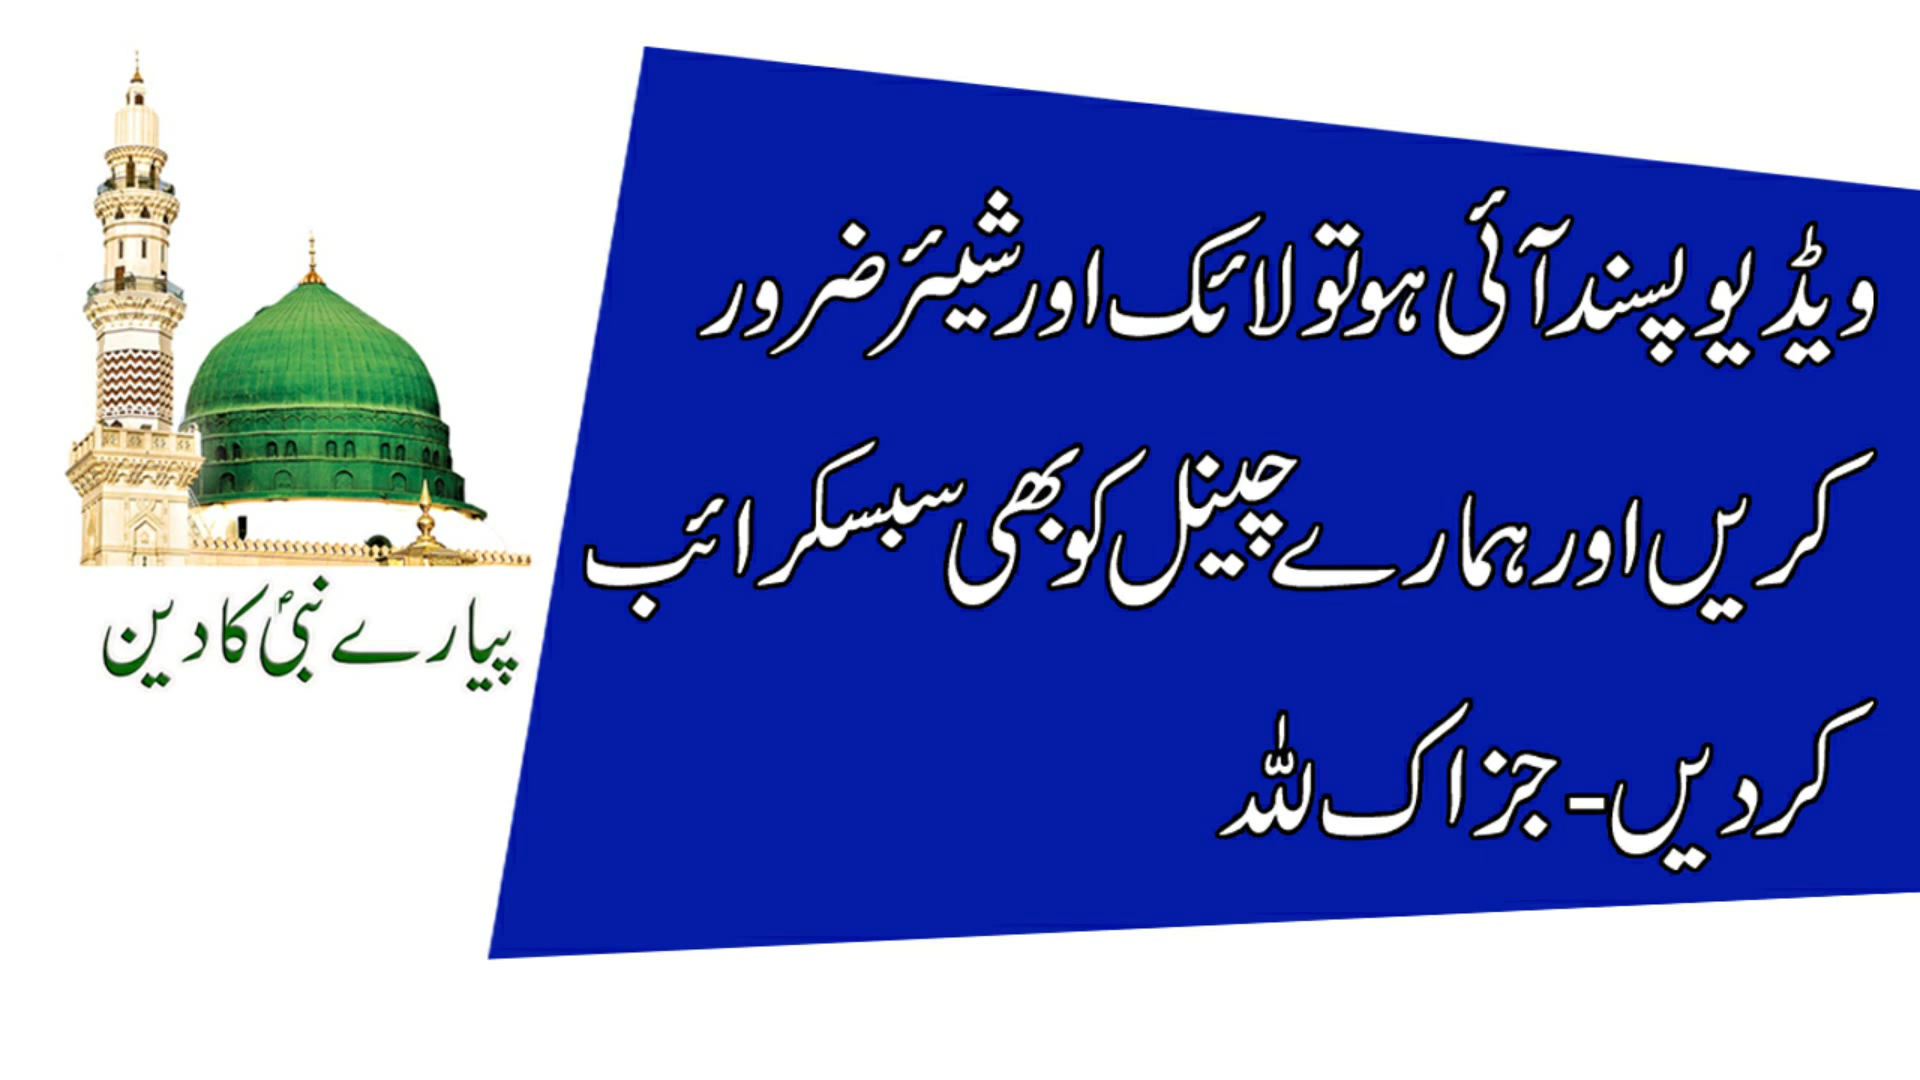 ویڈیو پسند آئی ہو تو لائک اور شیئر ضرور
کریں اور ہمارے چینل کو بھی سبسکرائب
کر دیں - جزاک للہ
پیارے نبیؐ کا دین